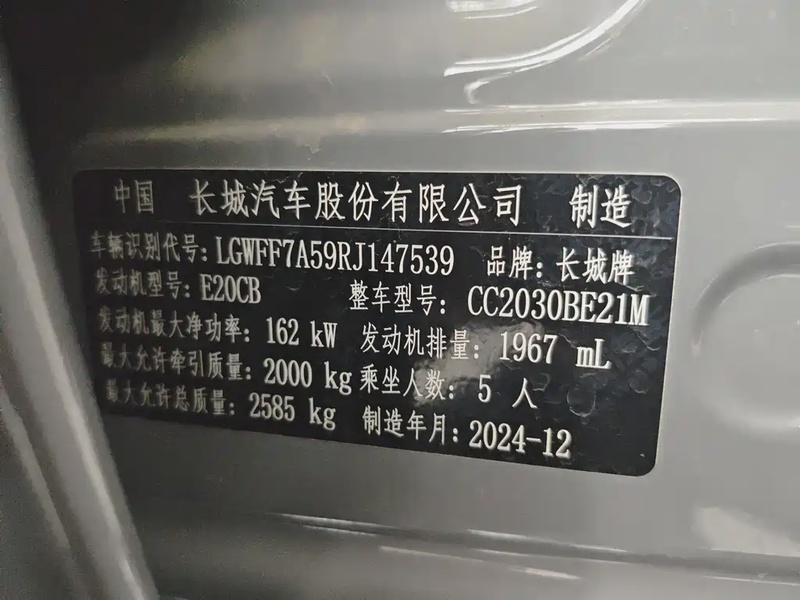 中国 长城汽车股份有限公司 制造
车辆识别代号: LGWFF7A59RJ147539 品牌: 长城牌
发动机型号: E20CB 整车型号: CC2030BE21M
发动机最大净功率: 162 kW 发动机排量: 1967 mL
最大允许牵引质量: 2000 kg 乘坐人数: 5 人
最大允许总质量: 2585 kg 制造年月: 2024-12